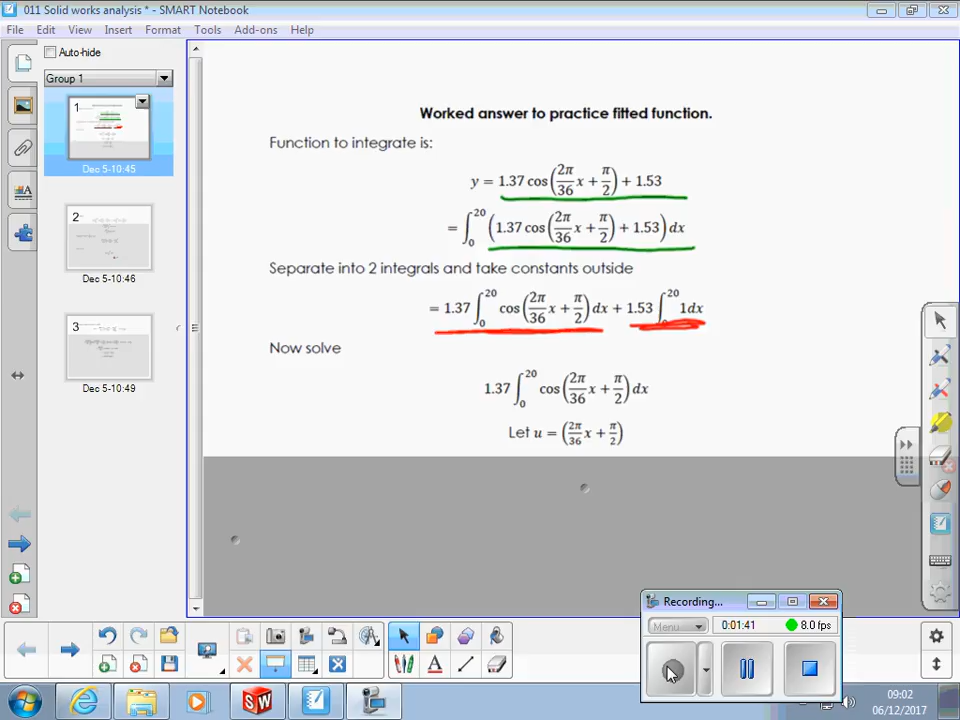 011 Solid works analysis * - SMART Notebook
File Edit View Insert Format Tools Add-ons Help
Auto-hide
Group 1
1
Dec 5-10:45
2
Dec 5-10:46
3
Dec 5-10:49
Worked answer to practice fitted function.
Function to integrate is:
y = 1.37 cos(2π/36 x + π/2) + 1.53
= ∫₀²⁰ (1.37 cos(2π/36 x + π/2) + 1.53) dx
Separate into 2 integrals and take constants outside
= 1.37 ∫₀²⁰ cos(2π/36 x + π/2) dx + 1.53 ∫₀²⁰ 1dx
Now solve
1.37 ∫₀²⁰ cos(2π/36 x + π/2) dx
Let u = (2π/36 x + π/2)
Recording...
Menu 0:01:41 8.0 fps
09:02
06/12/2017